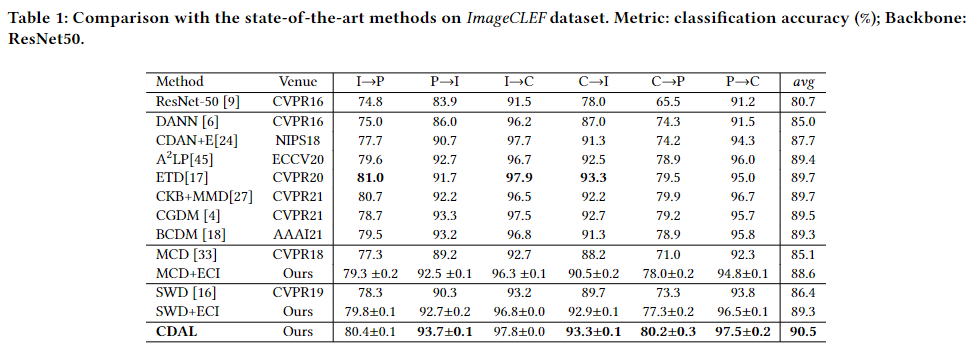 Table 1: Comparison with the state-of-the-art methods on ImageCLEF dataset. Metric: classification accuracy (%); Backbone:
ResNet50.
Method Venue I→P P→I I→C C→I C→P P→C avg
ResNet-50 [9] CVPR16 74.8 83.9 91.5 78.0 65.5 91.2 80.7
DANN [6] CVPR16 75.0 86.0 96.2 87.0 74.3 91.5 85.0
CDAN+E[24] NIPS18 77.7 90.7 97.7 91.3 74.2 94.3 87.7
A²LP[45] ECCV20 79.6 92.7 96.7 92.5 78.9 96.0 89.4
ETD[17] CVPR20 81.0 91.7 97.9 93.3 79.5 95.0 89.7
CKB+MMD[27] CVPR21 80.7 92.2 96.5 92.2 79.9 96.7 89.7
CGDM [4] CVPR21 78.7 93.3 97.5 92.7 79.2 95.7 89.5
BCDM [18] AAAI21 79.5 93.2 96.8 91.3 78.9 95.8 89.3
MCD [33] CVPR18 77.3 89.2 92.7 88.2 71.0 92.3 85.1
MCD+ECI Ours 79.3 ±0.2 92.5 ±0.1 96.3 ±0.1 90.5±0.2 78.0±0.2 94.8±0.1 88.6
SWD [16] CVPR19 78.3 90.3 93.2 89.7 73.3 93.8 86.4
SWD+ECI Ours 79.8±0.1 92.7±0.2 96.8±0.0 92.9±0.1 77.3±0.2 96.5±0.1 89.3
CDAL Ours 80.4±0.1 93.7±0.1 97.8±0.0 93.3±0.1 80.2±0.3 97.5±0.2 90.5